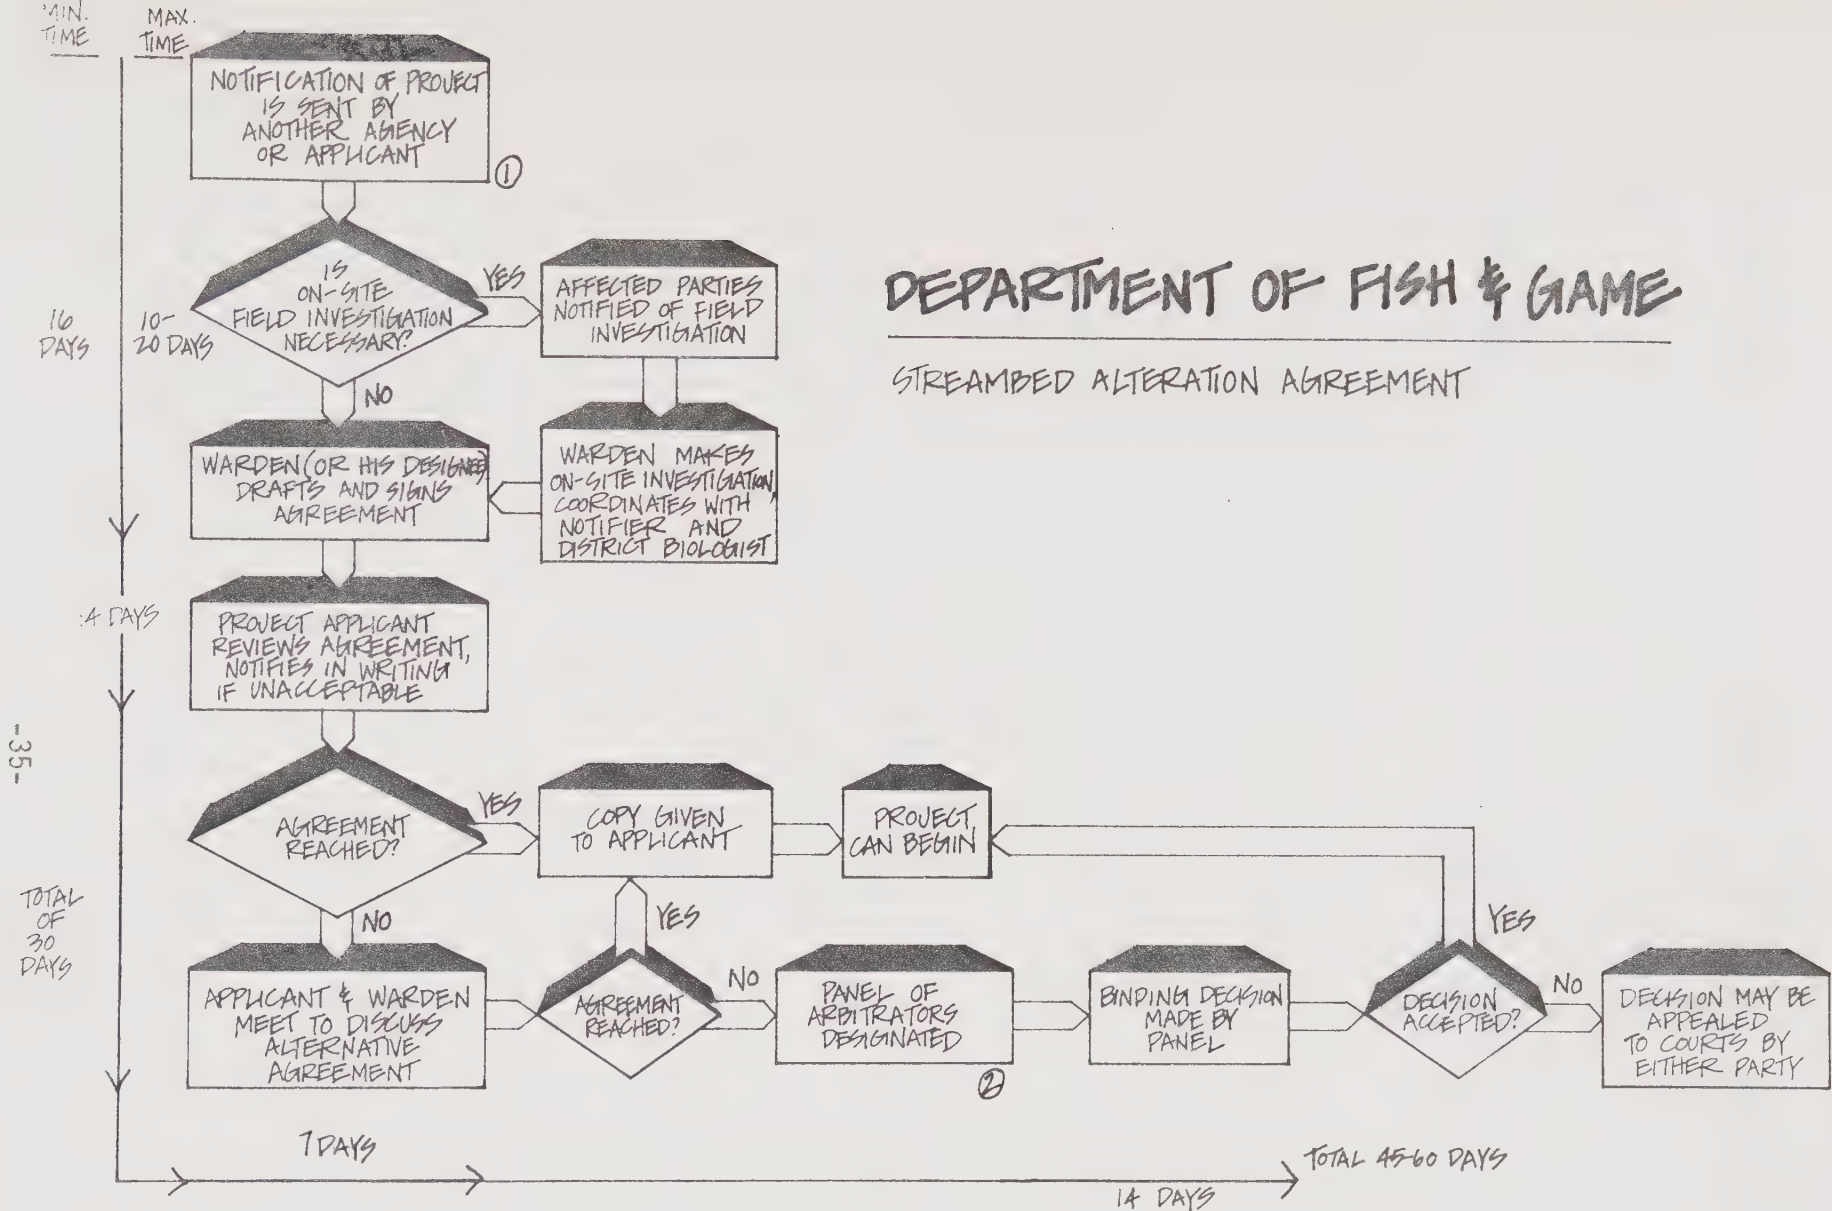 MIN.
TIME
MAX.
TIME
NOTIFICATION OF PROJECT
IS SENT BY
ANOTHER AGENCY
OR APPLICANT
1
IS
ON-SITE
FIELD INVESTIGATION
NECESSARY?
YES
AFFECTED PARTIES
NOTIFIED OF FIELD
INVESTIGATION
DEPARTMENT OF FISH & GAME
STREAMBED ALTERATION AGREEMENT
16
DAYS
10-
20 DAYS
NO
WARDEN (OR HIS DESIGNEE)
DRAFTS AND SIGNS
AGREEMENT
WARDEN MAKES
ON-SITE INVESTIGATION,
COORDINATES WITH
NOTIFIER AND
DISTRICT BIOLOGIST
PROJECT APPLICANT
REVIEWS AGREEMENT,
NOTIFIES IN WRITING
IF UNACCEPTABLE
DAYS
-35-
AGREEMENT
REACHED?
YES
COPY GIVEN
TO APPLICANT
PROJECT
CAN BEGIN
TOTAL
OF
30
DAYS
NO
YES
YES
APPLICANT & WARDEN
MEET TO DISCUSS
ALTERNATIVE
AGREEMENT
AGREEMENT
REACHED?
NO
PANEL OF
ARBITRATORS
DESIGNATED
2
BINDING DECISION
MADE BY
PANEL
DECISION
ACCEPTED?
NO
DECISION MAY BE
APPEALED
TO COURTS BY
EITHER PARTY
7 DAYS
14 DAYS
TOTAL 45-60 DAYS